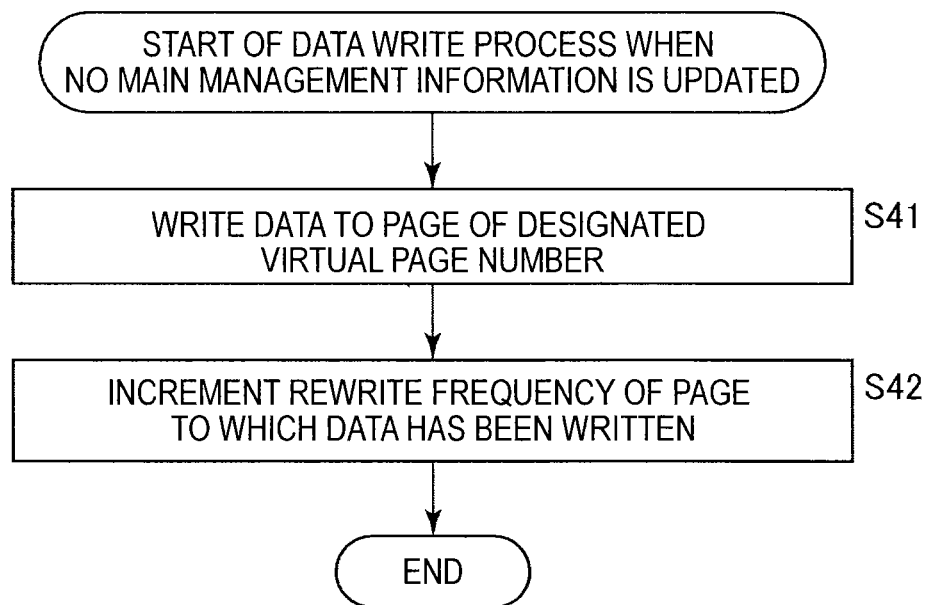 START OF DATA WRITE PROCESS WHEN
NO MAIN MANAGEMENT INFORMATION IS UPDATED
WRITE DATA TO PAGE OF DESIGNATED
VIRTUAL PAGE NUMBER
S41
INCREMENT REWRITE FREQUENCY OF PAGE
TO WHICH DATA HAS BEEN WRITTEN
S42
END